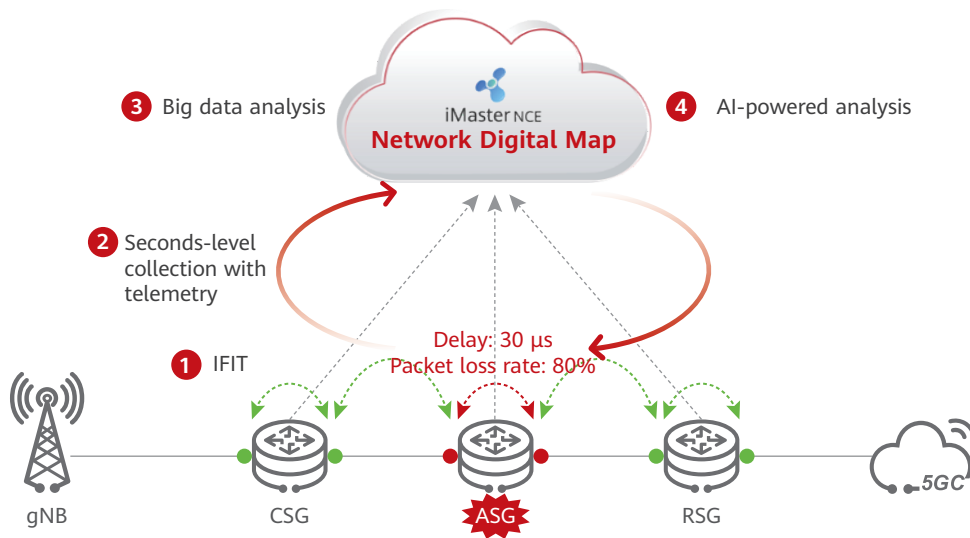 3 Big data analysis
iMaster NCE
Network Digital Map
4 AI-powered analysis
2 Seconds-level
collection with
telemetry
Delay: 30 µs
Packet loss rate: 80%
1 IFIT
5GC
gNB
CSG
ASG
RSG